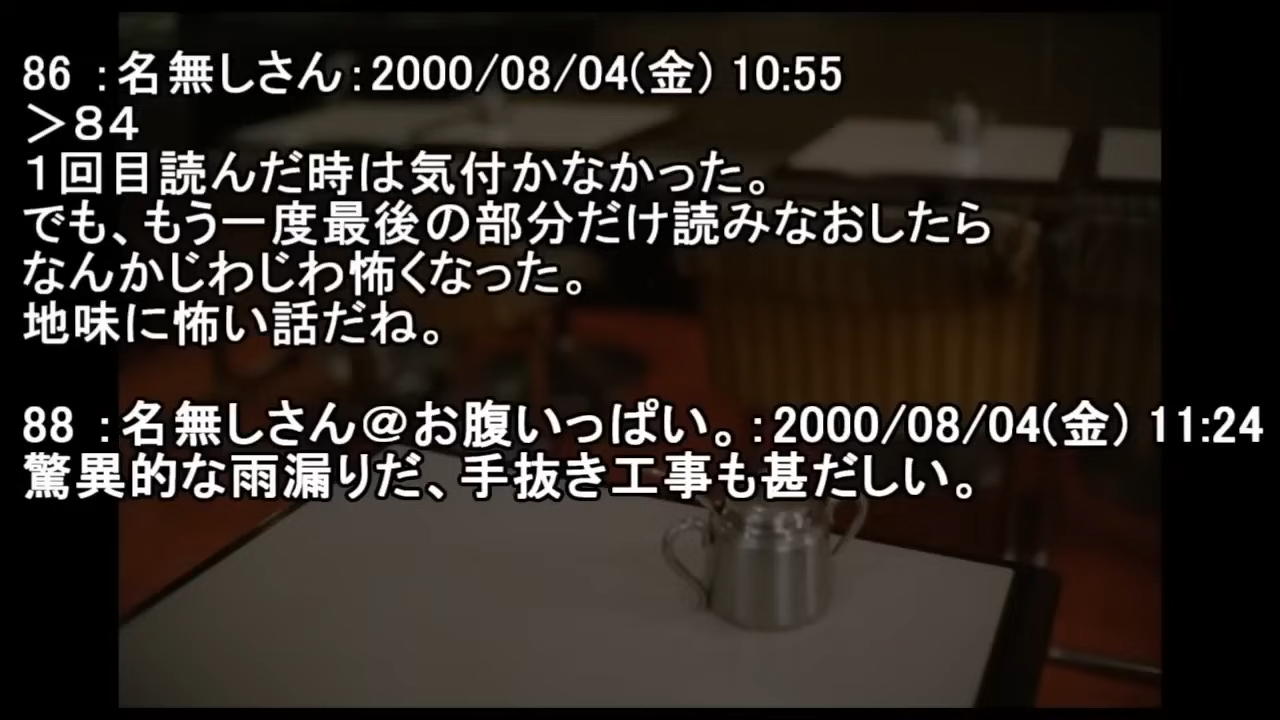 86 :名無しさん:2000/08/04(金) 10:55
＞８４
１回目読んだ時は気付かなかった。
でも、もう一度最後の部分だけ読みなおしたら
なんかじわじわ怖くなった。
地味に怖い話だね。
88 :名無しさん＠お腹いっぱい。:2000/08/04(金) 11:24
驚異的な雨漏りだ、手抜き工事も甚だしい。